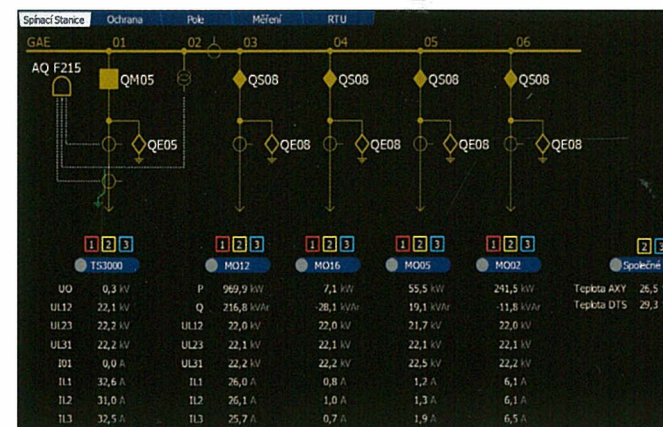 Spínací Stanice Ochrana Pole Měření RTU
GAE 01 02 03 04 05 06
AQ F215 QM05 QS08 QS08 QS08 QS08
QE05 QE08 QE08 QE08 QE08
1 2 3 1 2 3 1 2 3 1 2 3 1 2 3 2 3
TS3000 MO12 MO16 MO05 MO02 Společné
U0 0,3 kV P 969,9 kW 7,1 kW 55,5 kW 241,5 kW Teplota AXY 26,5
UL12 22,1 kV Q 216,8 kVAr -28,1 kVAr 19,1 kVAr -11,8 kVAr Teplota DTS 29,3
UL23 22,2 kV UL12 22,0 kV 22,0 kV 21,7 kV 22,0 kV
UL31 22,2 kV UL23 22,1 kV 22,1 kV 22,1 kV 22,1 kV
I01 0,0 A UL31 22,2 kV 22,2 kV 22,5 kV 22,2 kV
IL1 32,6 A IL1 26,0 A 0,8 A 1,2 A 6,1 A
IL2 31,0 A IL2 26,1 A 1,0 A 1,3 A 6,1 A
IL3 32,5 A IL3 25,7 A 0,7 A 1,9 A 6,5 A